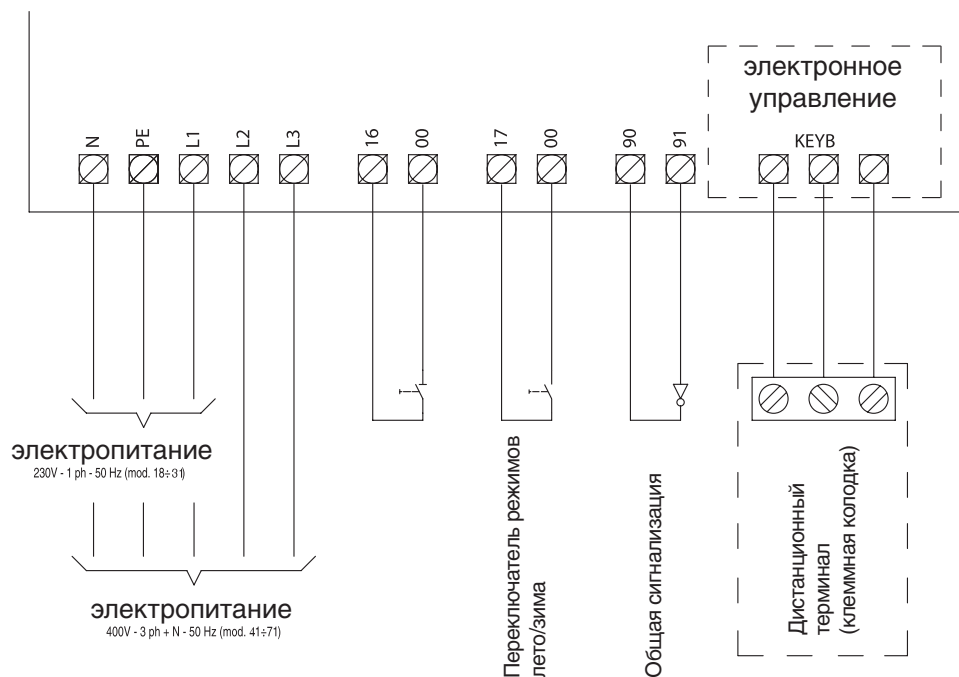 электронное
управление
N PE L1 L2 L3 16 00 17 00 90 91 KEYB
электропитание
230V - 1 ph - 50 Hz (mod. 18÷31)
электропитание
400V - 3 ph + N - 50 Hz (mod. 41÷71)
Переключатель режимов
лето/зима
Общая сигнализация
Дистанционный
терминал
(клеммная колодка)